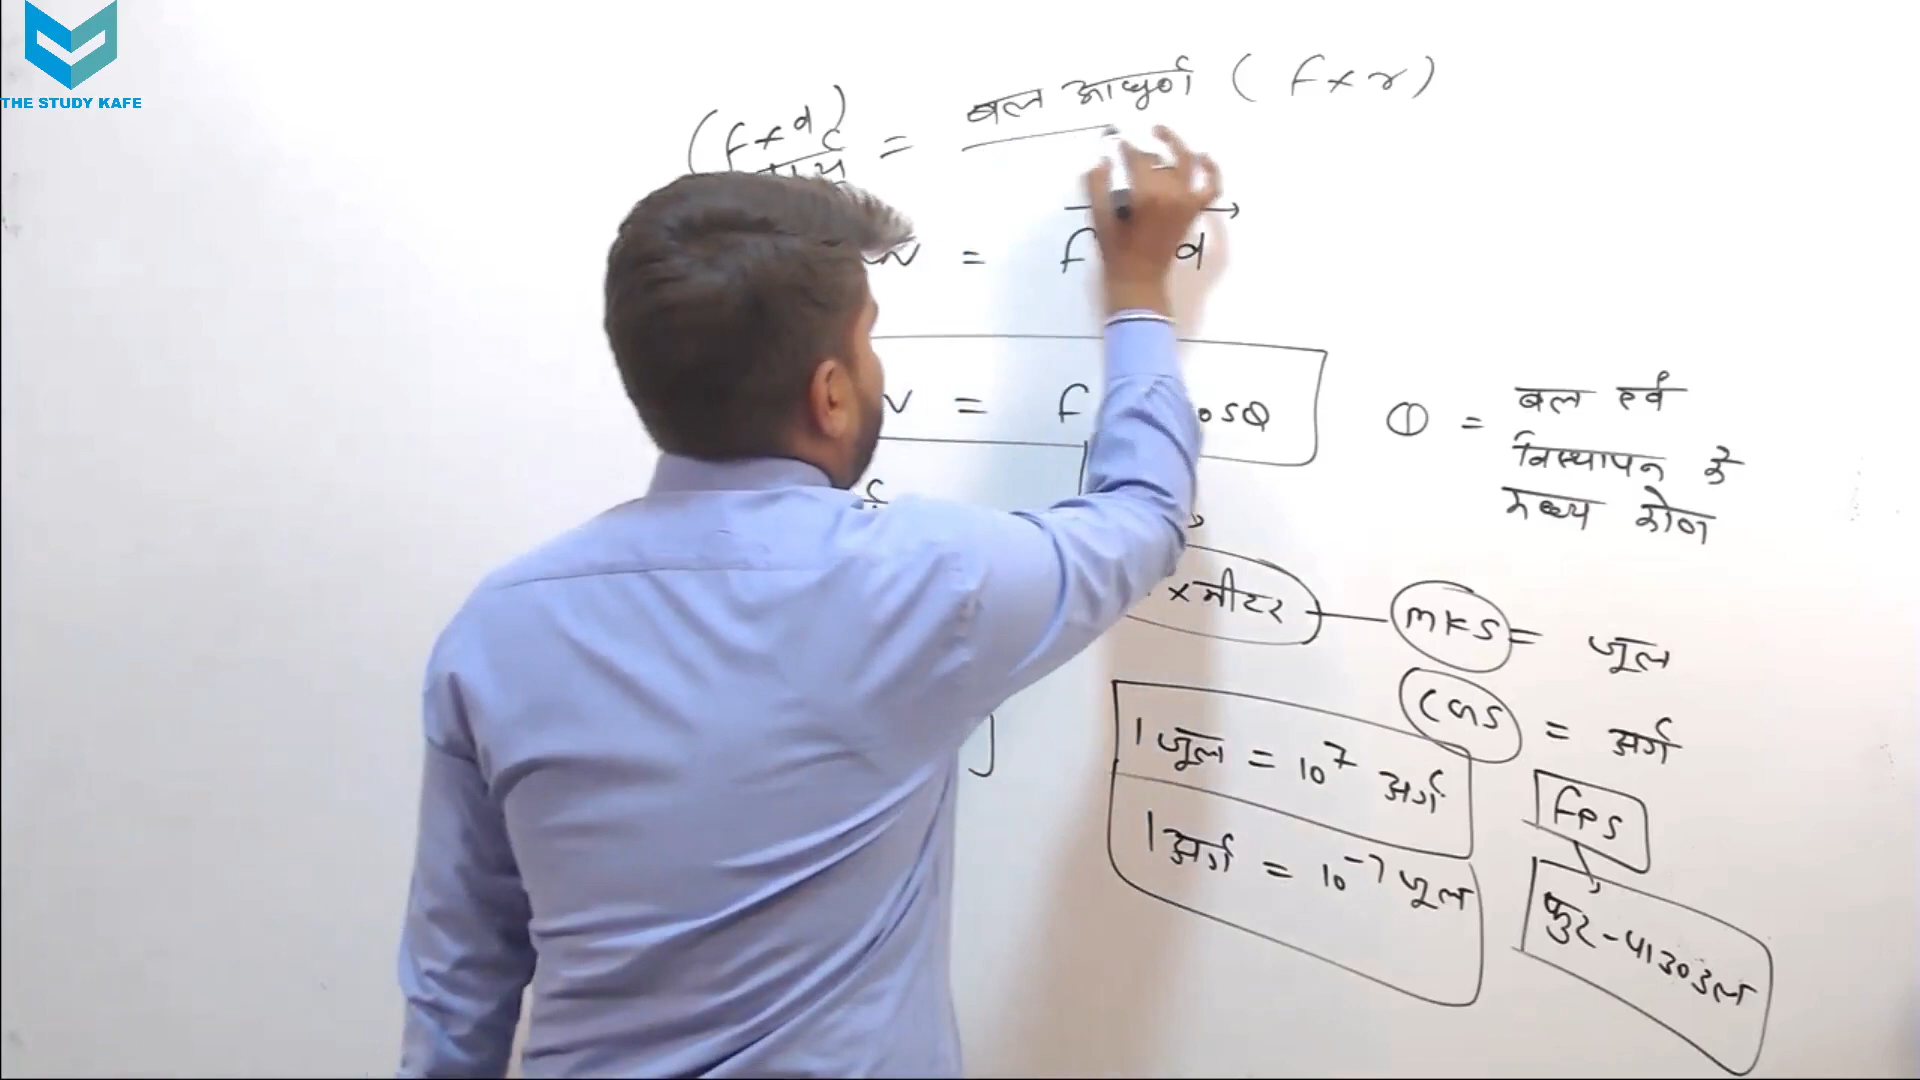 THE STUDY KAFE
(f x d) = बल आघूर्ण ( f x r )
W = f d
W = f cosθ
θ = बल एवं
विस्थापन के
मध्य कोण
x मीटर — MKS = जूल
CGS = अर्ग
1 जूल = 10⁷ अर्ग
FPS
1 अर्ग = 10⁻⁷ जूल
फुट-पाउण्डल